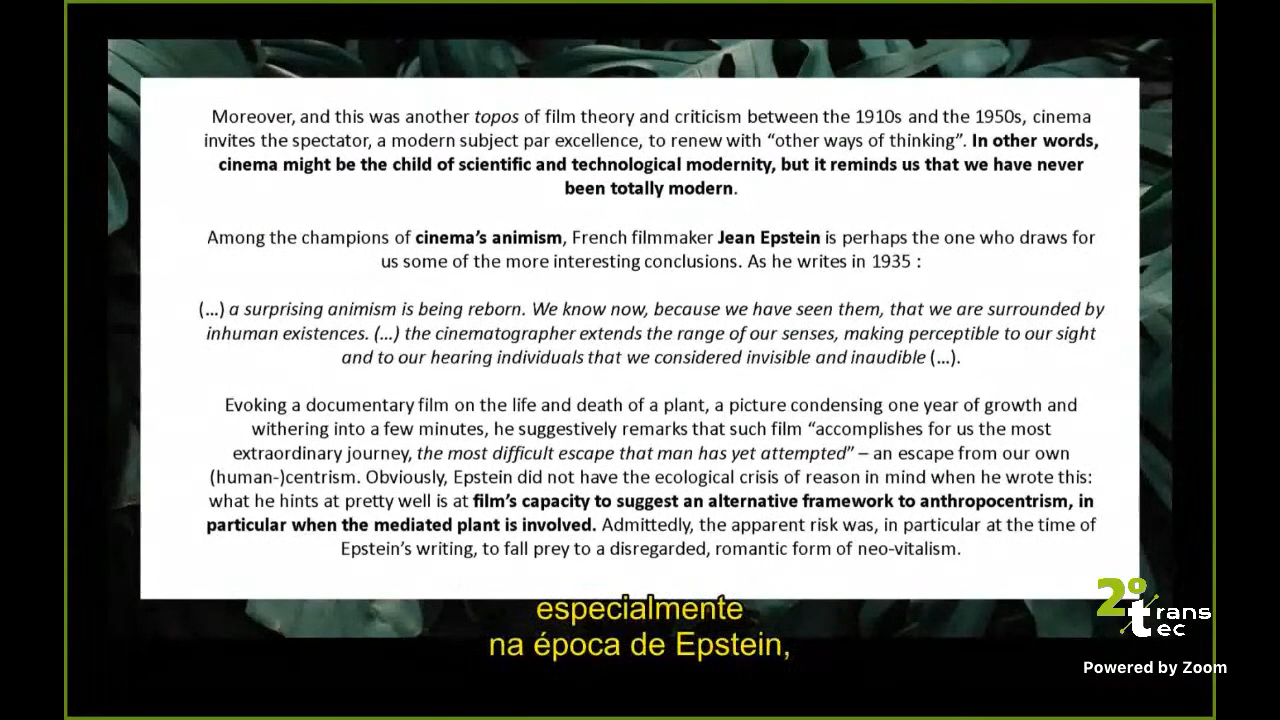 Moreover, and this was another topos of film theory and criticism between the 1910s and the 1950s, cinema
invites the spectator, a modern subject par excellence, to renew with “other ways of thinking”. In other words,
cinema might be the child of scientific and technological modernity, but it reminds us that we have never
been totally modern.
Among the champions of cinema’s animism, French filmmaker Jean Epstein is perhaps the one who draws for
us some of the more interesting conclusions. As he writes in 1935 :
(…) a surprising animism is being reborn. We know now, because we have seen them, that we are surrounded by
inhuman existences. (…) the cinematographer extends the range of our senses, making perceptible to our sight
and to our hearing individuals that we considered invisible and inaudible (…).
Evoking a documentary film on the life and death of a plant, a picture condensing one year of growth and
withering into a few minutes, he suggestively remarks that such film “accomplishes for us the most
extraordinary journey, the most difficult escape that man has yet attempted” – an escape from our own
(human-)centrism. Obviously, Epstein did not have the ecological crisis of reason in mind when he wrote this:
what he hints at pretty well is at film’s capacity to suggest an alternative framework to anthropocentrism, in
particular when the mediated plant is involved. Admittedly, the apparent risk was, in particular at the time of
Epstein’s writing, to fall prey to a disregarded, romantic form of neo-vitalism.
especialmente
na época de Epstein,
2º
trans
tec
Powered by Zoom